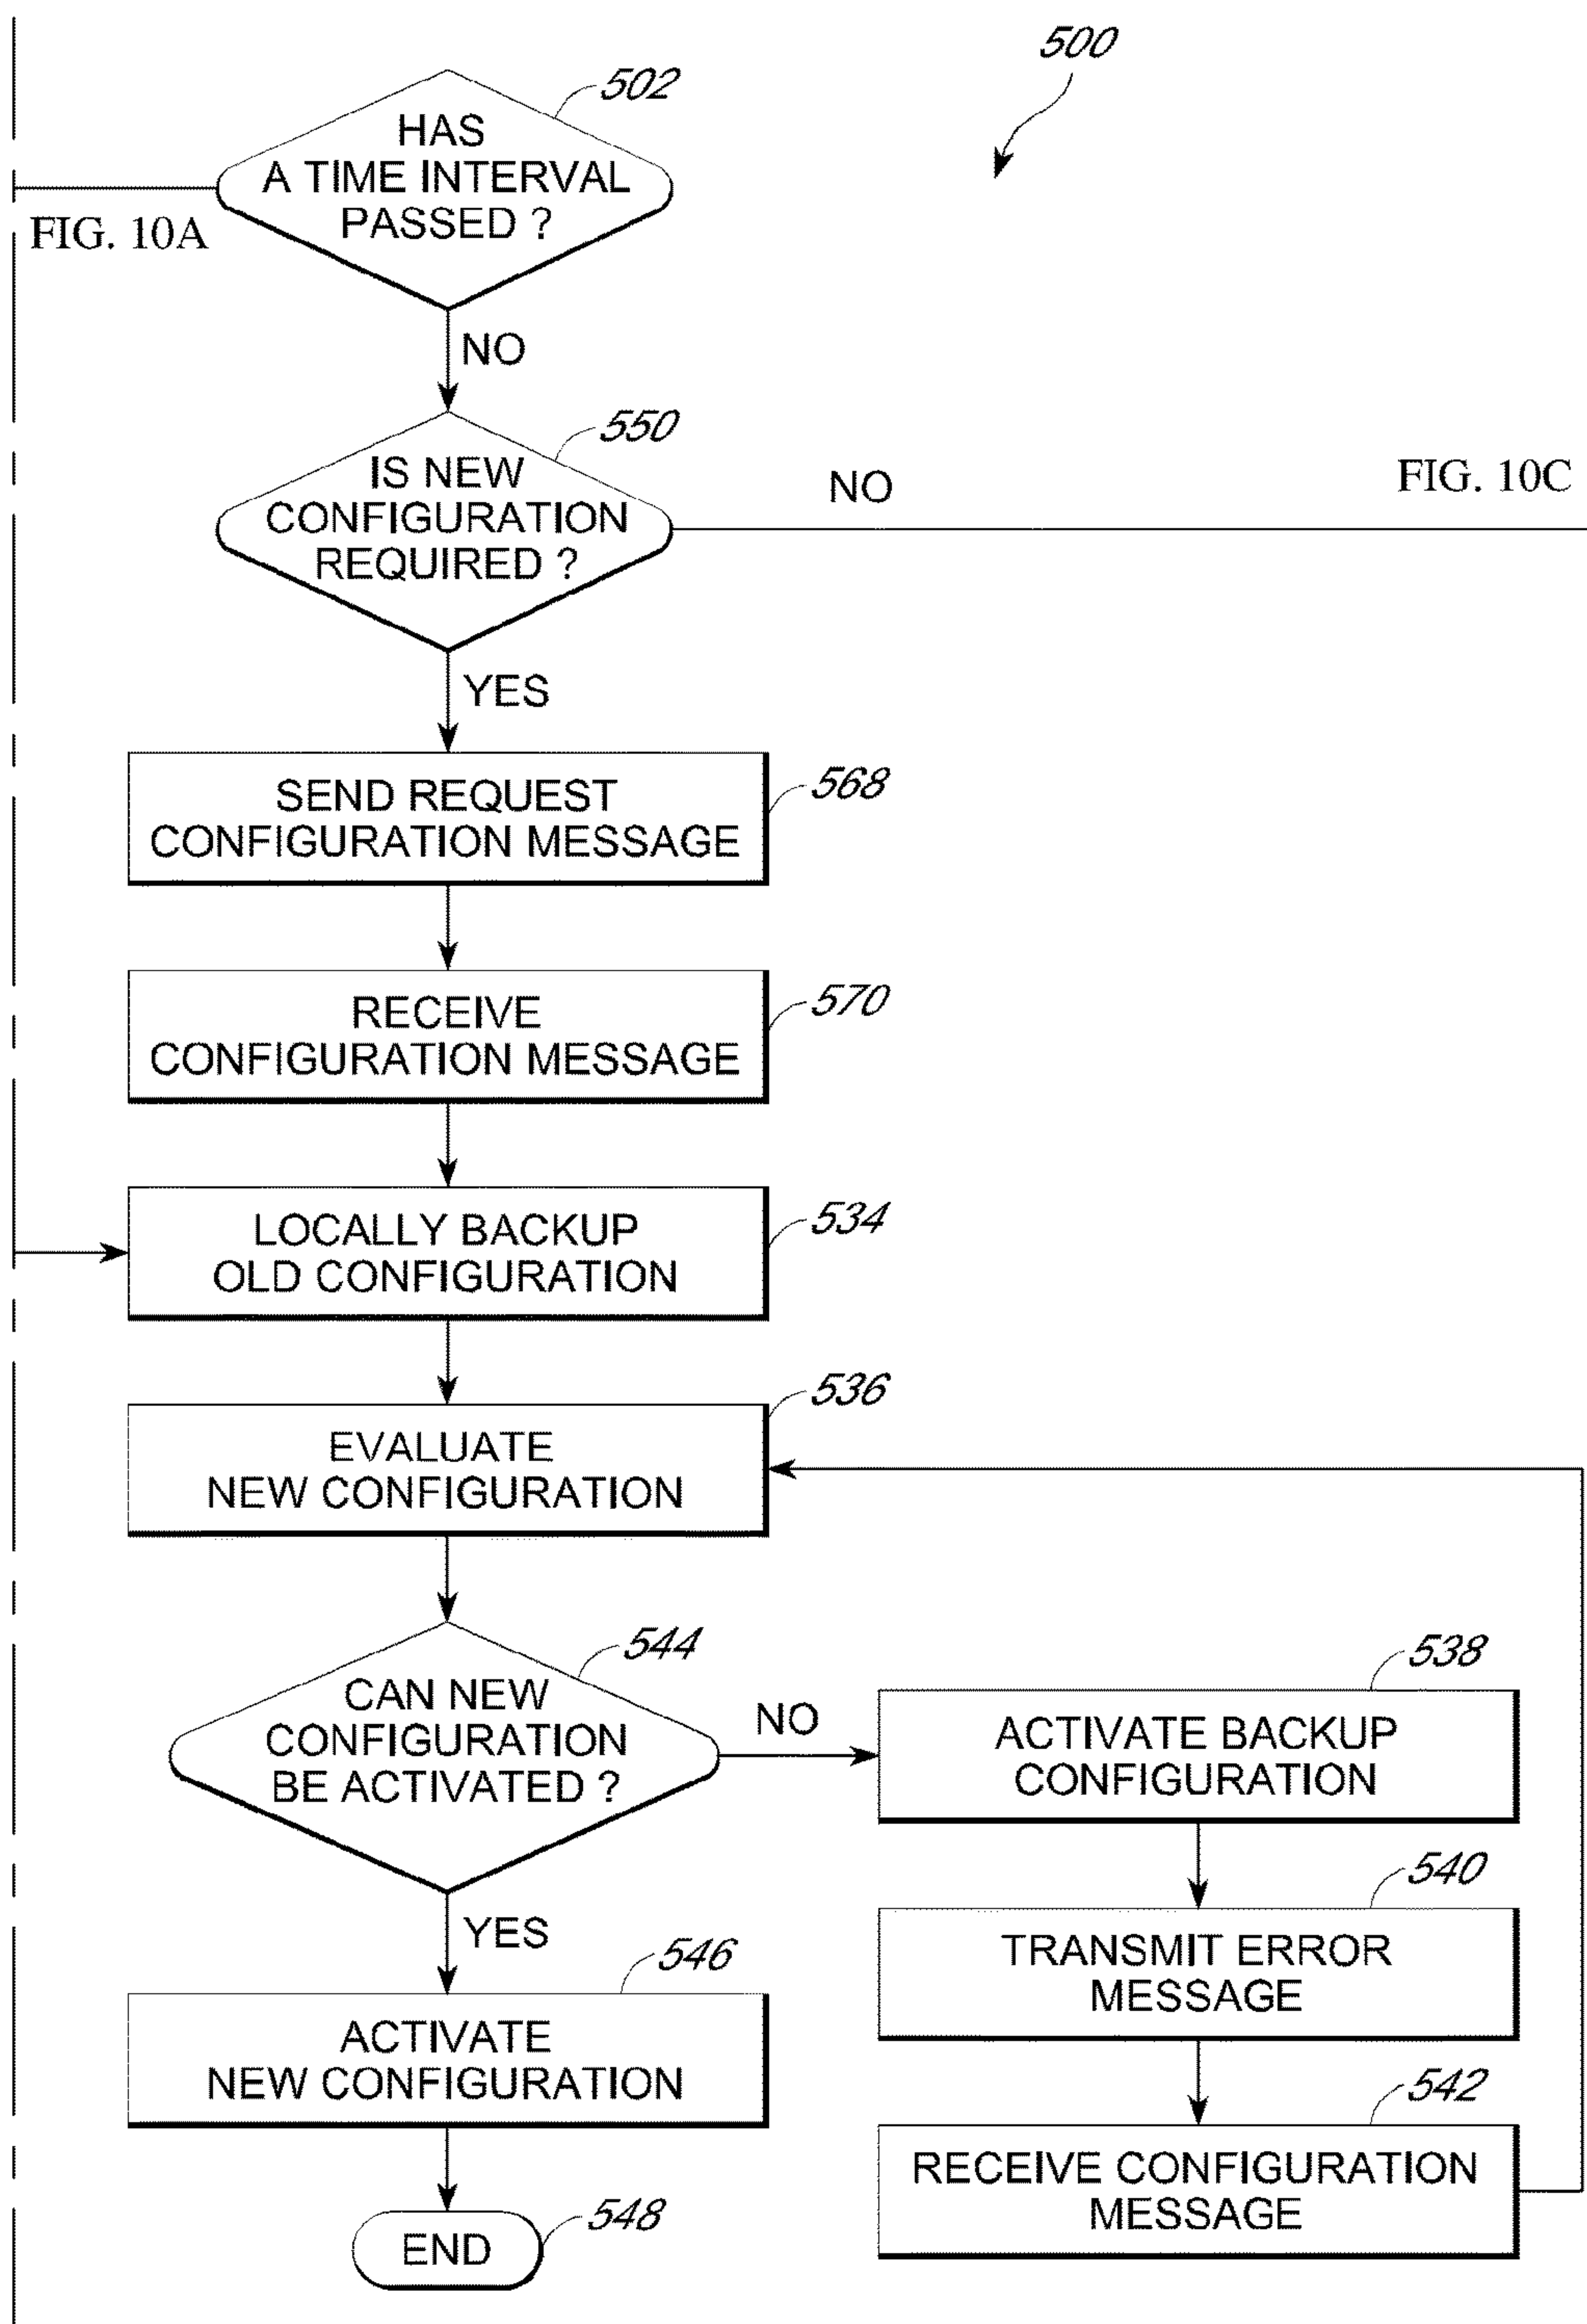 500
502
HAS
A TIME INTERVAL
PASSED ?
FIG. 10A
NO
550
IS NEW
CONFIGURATION
REQUIRED ?
NO
FIG. 10C
YES
568
SEND REQUEST
CONFIGURATION MESSAGE
570
RECEIVE
CONFIGURATION MESSAGE
534
LOCALLY BACKUP
OLD CONFIGURATION
536
EVALUATE
NEW CONFIGURATION
544
CAN NEW
CONFIGURATION
BE ACTIVATED ?
NO
538
ACTIVATE BACKUP
CONFIGURATION
540
TRANSMIT ERROR
MESSAGE
542
RECEIVE CONFIGURATION
MESSAGE
YES
546
ACTIVATE
NEW CONFIGURATION
548
END